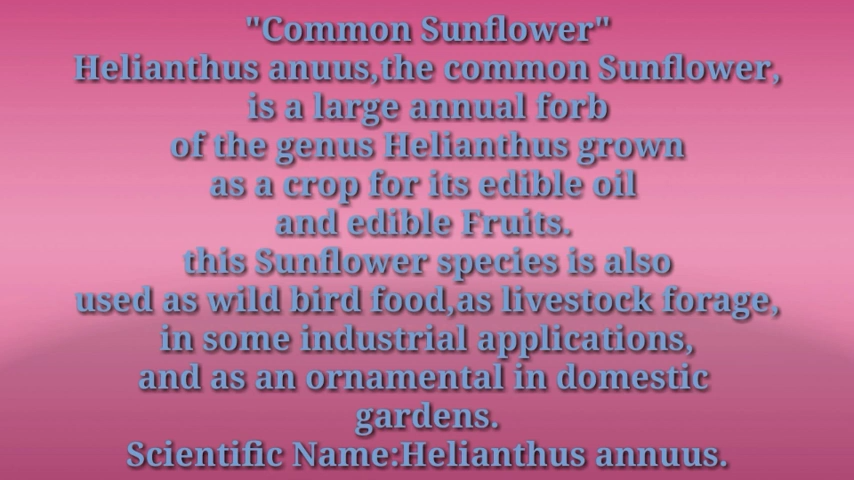 "Common Sunflower"
Helianthus anuus,the common Sunflower,
is a large annual forb
of the genus Helianthus grown
as a crop for its edible oil
and edible Fruits.
this Sunflower species is also
used as wild bird food,as livestock forage,
in some industrial applications,
and as an ornamental in domestic
gardens.
Scientific Name:Helianthus annuus.